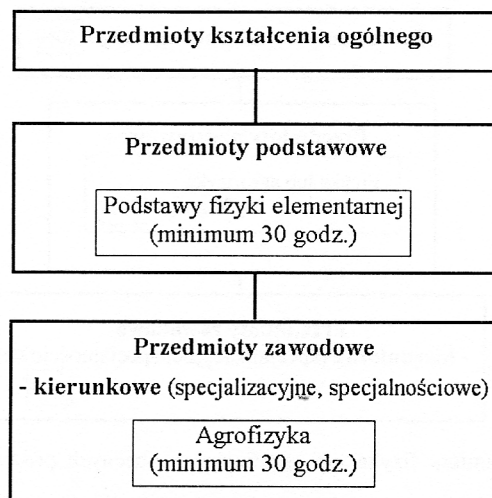 Przedmioty kształcenia ogólnego
Przedmioty podstawowe
Podstawy fizyki elementarnej
(minimum 30 godz.)
Przedmioty zawodowe
- kierunkowe (specjalizacyjne, specjalnościowe)
Agrofizyka
(minimum 30 godz.)